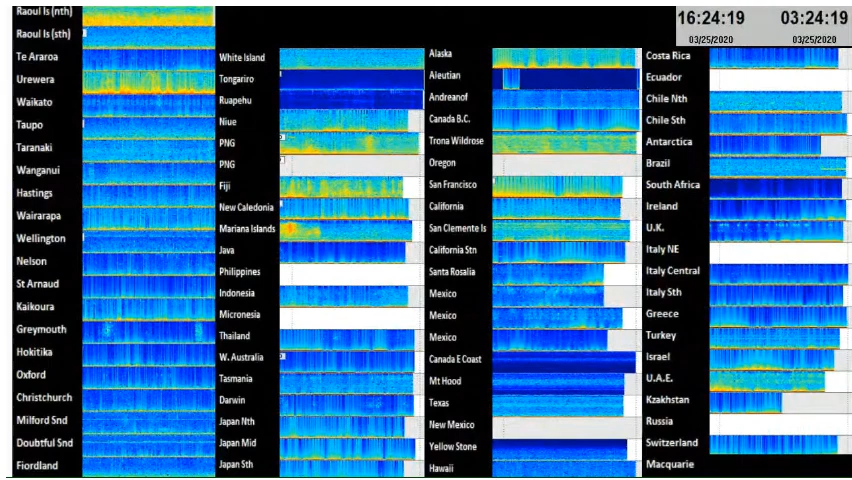 16:24:19 03:24:19
03/25/2020 03/25/2020
Raoul Is (nth)
Raoul Is (sth)
Te Araroa
Urewera
Waikato
Taupo
Taranaki
Wanganui
Hastings
Wairarapa
Wellington
Nelson
St Arnaud
Kaikoura
Greymouth
Hokitika
Oxford
Christchurch
Milford Snd
Doubtful Snd
Fiordland
White Island
Tongariro
Ruapehu
Niue
PNG
PNG
Fiji
New Caledonia
Mariana Islands
Java
Philippines
Indonesia
Micronesia
Thailand
W. Australia
Tasmania
Darwin
Japan Nth
Japan Mid
Japan Sth
Alaska
Aleutian
Andreanof
Canada B.C.
Trona Wildrose
Oregon
San Francisco
California
San Clemente Is
California Stn
Santa Rosalia
Mexico
Mexico
Mexico
Canada E Coast
Mt Hood
Texas
New Mexico
Yellow Stone
Hawaii
Costa Rica
Ecuador
Chile Nth
Chile Sth
Antarctica
Brazil
South Africa
Ireland
U.K.
Italy NE
Italy Central
Italy Sth
Greece
Turkey
Israel
U.A.E.
Kzakhstan
Russia
Switzerland
Macquarie